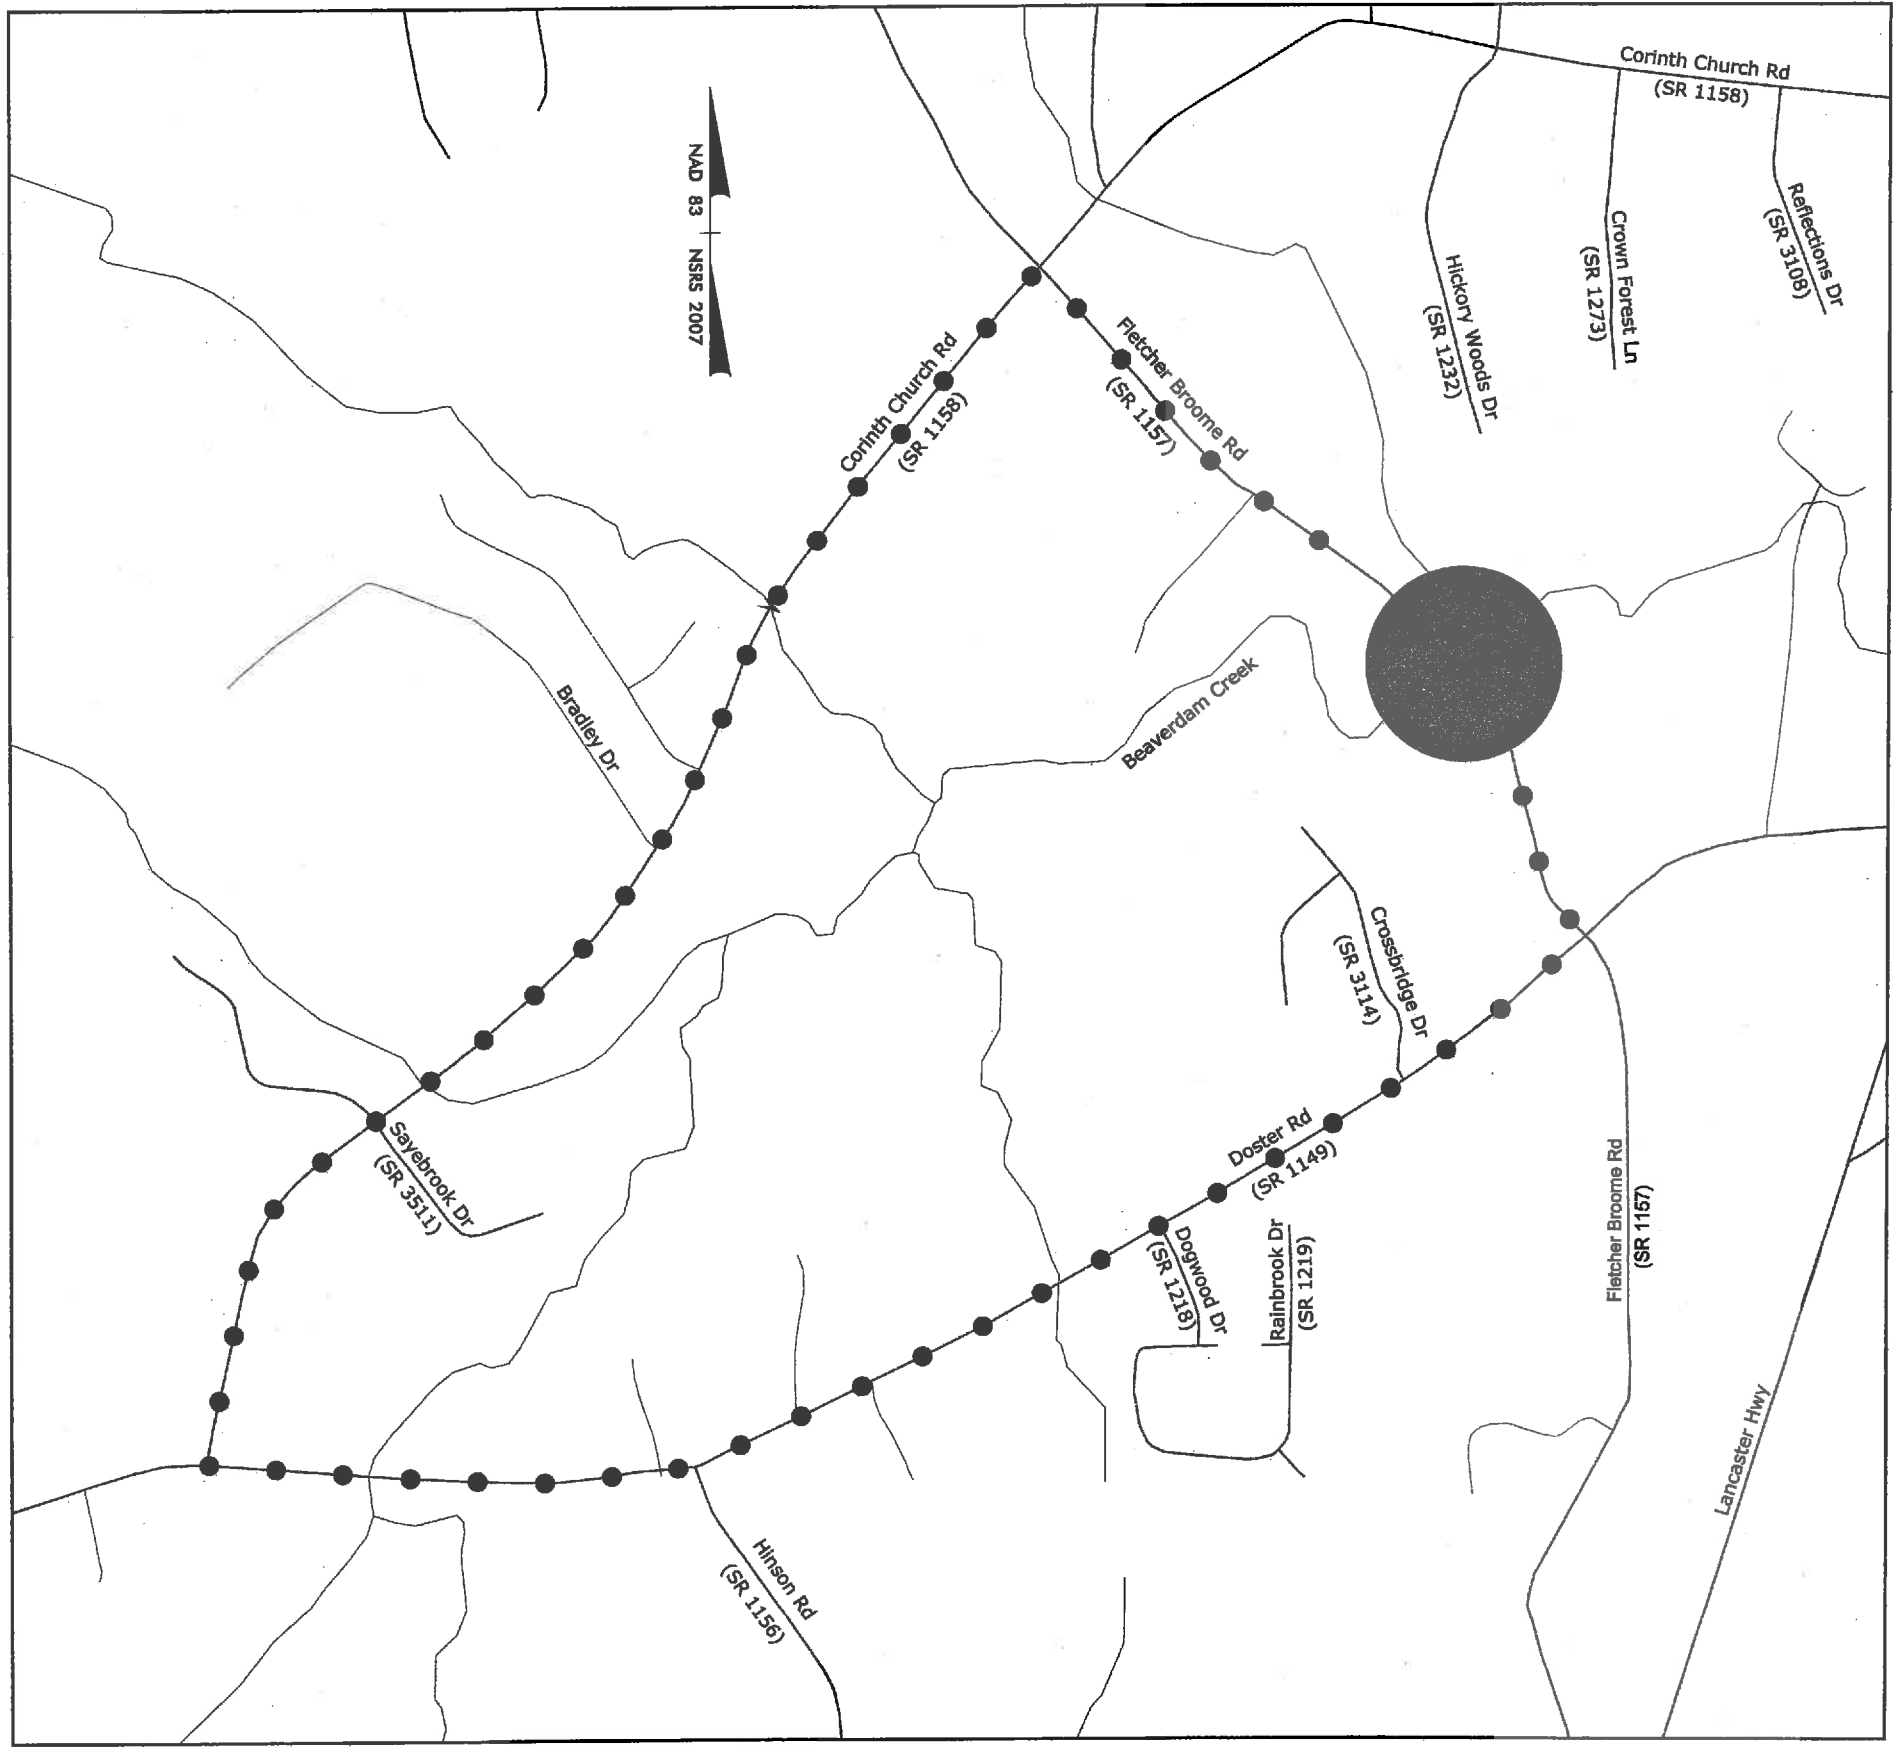 Corinth Church Rd
(SR 1158)
NAD 83 NSRS 2007
Reflections Dr
(SR 3108)
Crown Forest Ln
(SR 1273)
Hickory Woods Dr
(SR 1232)
Fletcher Broome Rd
(SR 1157)
Corinth Church Rd
(SR 1158)
Beaverdam Creek
Bradley Dr
Crossbridge Dr
(SR 3114)
Sayebrook Dr
(SR 3511)
Doster Rd
(SR 1149)
Dogwood Dr
(SR 1218)
Rainbrook Dr
(SR 1219)
Fletcher Broome Rd
(SR 1157)
Lancaster Hwy
Hinson Rd
(SR 1156)